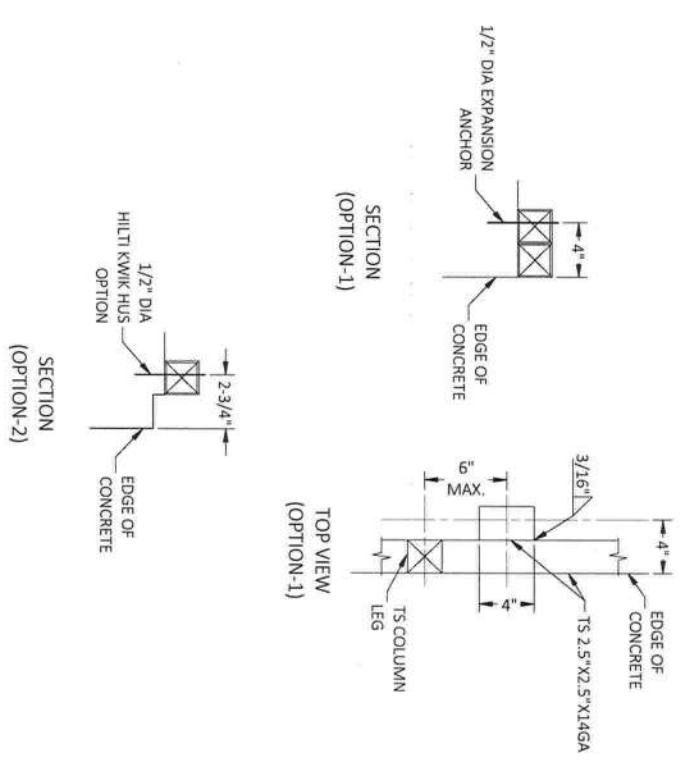 1/2" DIA EXPANSION
ANCHOR
4"
EDGE OF
CONCRETE
SECTION
(OPTION-1)
3/16"
6"
MAX.
4"
4"
EDGE OF
CONCRETE
TS 2.5"X2.5"X14GA
TS COLUMN
LEG
TOP VIEW
(OPTION-1)
1/2" DIA
HILTI KWIK HUS
OPTION
2-3/4"
EDGE OF
CONCRETE
SECTION
(OPTION-2)